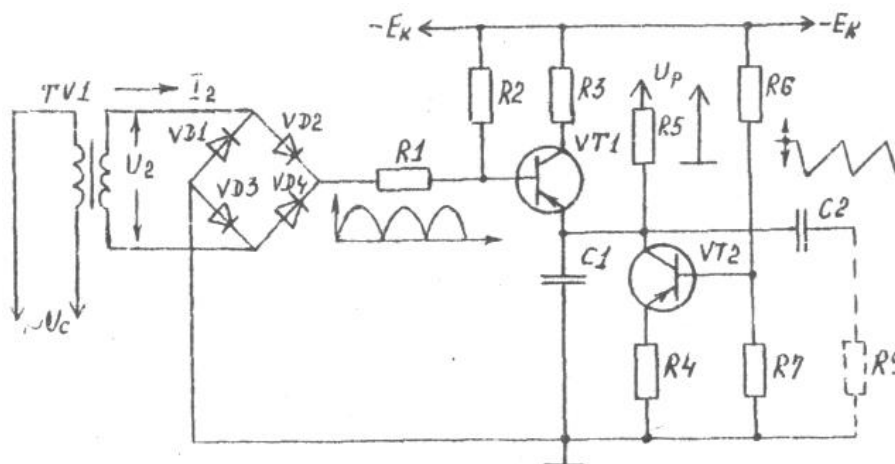 -Eк
-Eк
TV1
I2
R2
R3
Uр
R6
R5
VD1
VD2
U2
R1
VT1
VD3
VD4
C2
C1
VT2
~Uc
R4
R7